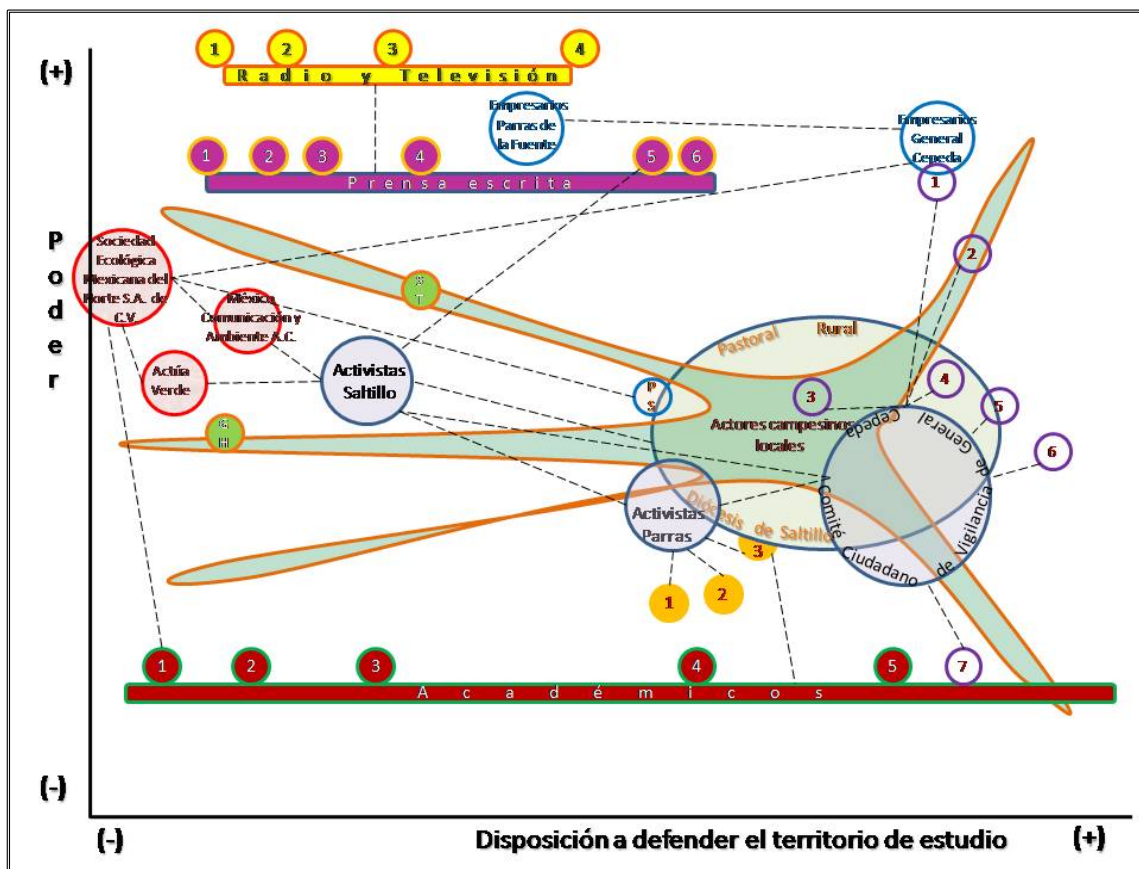 (+)
Poder
(-)
(-)
Disposición a defender el territorio de estudio
(+)
1 2 3 4
Radio y Televisión
Empresarios
Parras de
la Fuente
Empresarios
General
Cepeda
1 2 3 4 5 6
Prensa escrita
Sociedad
Ecológica
Mexicana del
Norte S.A. de
C.V.
México,
Comunicación y
Ambiente A.C.
Actúa
Verde
Activistas
Saltillo
P
S
Pastoral Rural
Actores campesinos
locales
Diócesis de Saltillo
Activistas
Parras
Comité Ciudadano de Vigilancia de General Cepeda
1
2
3
4
5
6
7
1
2
3
1 2 3 4 5
Académicos